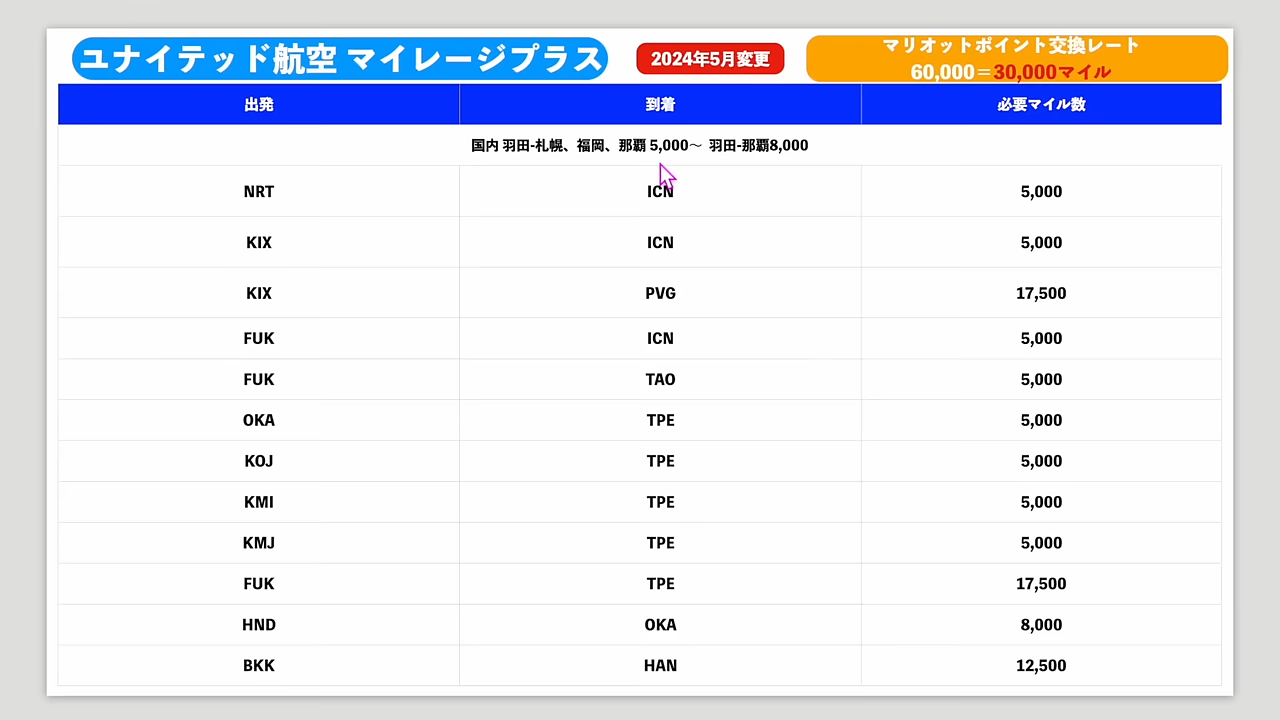 ユナイテッド航空 マイレージプラス
2024年5月変更
マリオットポイント交換レート
60,000＝30,000マイル
出発 到着 必要マイル数
国内 羽田-札幌、福岡、那覇 5,000〜 羽田-那覇8,000
NRT ICN 5,000
KIX ICN 5,000
KIX PVG 17,500
FUK ICN 5,000
FUK TAO 5,000
OKA TPE 5,000
KOJ TPE 5,000
KMI TPE 5,000
KMJ TPE 5,000
FUK TPE 17,500
HND OKA 8,000
BKK HAN 12,500